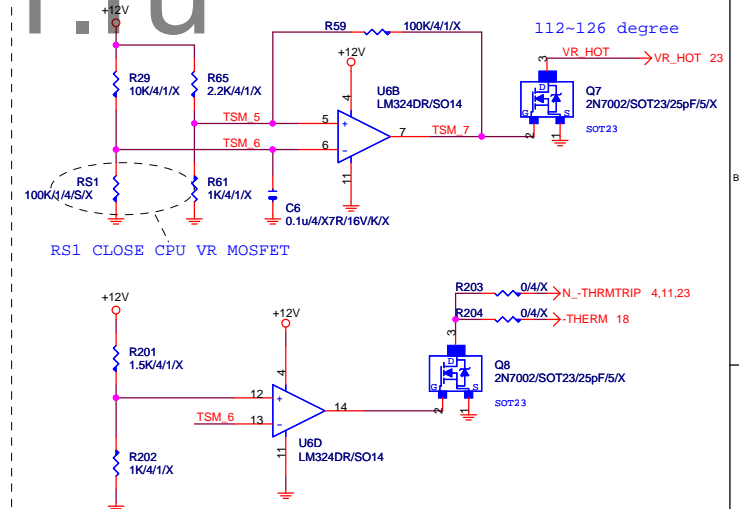 r.ru
+12V
R59
100K/4/1/X
112~126 degree
+12V
3
VR_HOT
VR_HOT 23
R29
10K/4/1/X
R65
2.2K/4/1/X
U6B
LM324DR/SO14
4
D
Q7
2N7002/SOT23/25pF/5/X
G
S
TSM_5
5
+
TSM_6
6
-
7
TSM_7
2
1
SOT23
11
RS1
100K/1/4/S/X
R61
1K/4/1/X
C6
0.1u/4/X7R/16V/K/X
B
RS1 CLOSE CPU VR MOSFET
+12V
+12V
R203
0/4/X
N_-THRMTRIP 4,11,23
R204
0/4/X
-THERM 18
3
R201
1.5K/4/1/X
4
D
Q8
2N7002/SOT23/25pF/5/X
G
S
SOT23
12
+
TSM_6
13
-
14
2
1
U6D
LM324DR/SO14
11
R202
1K/4/1/X